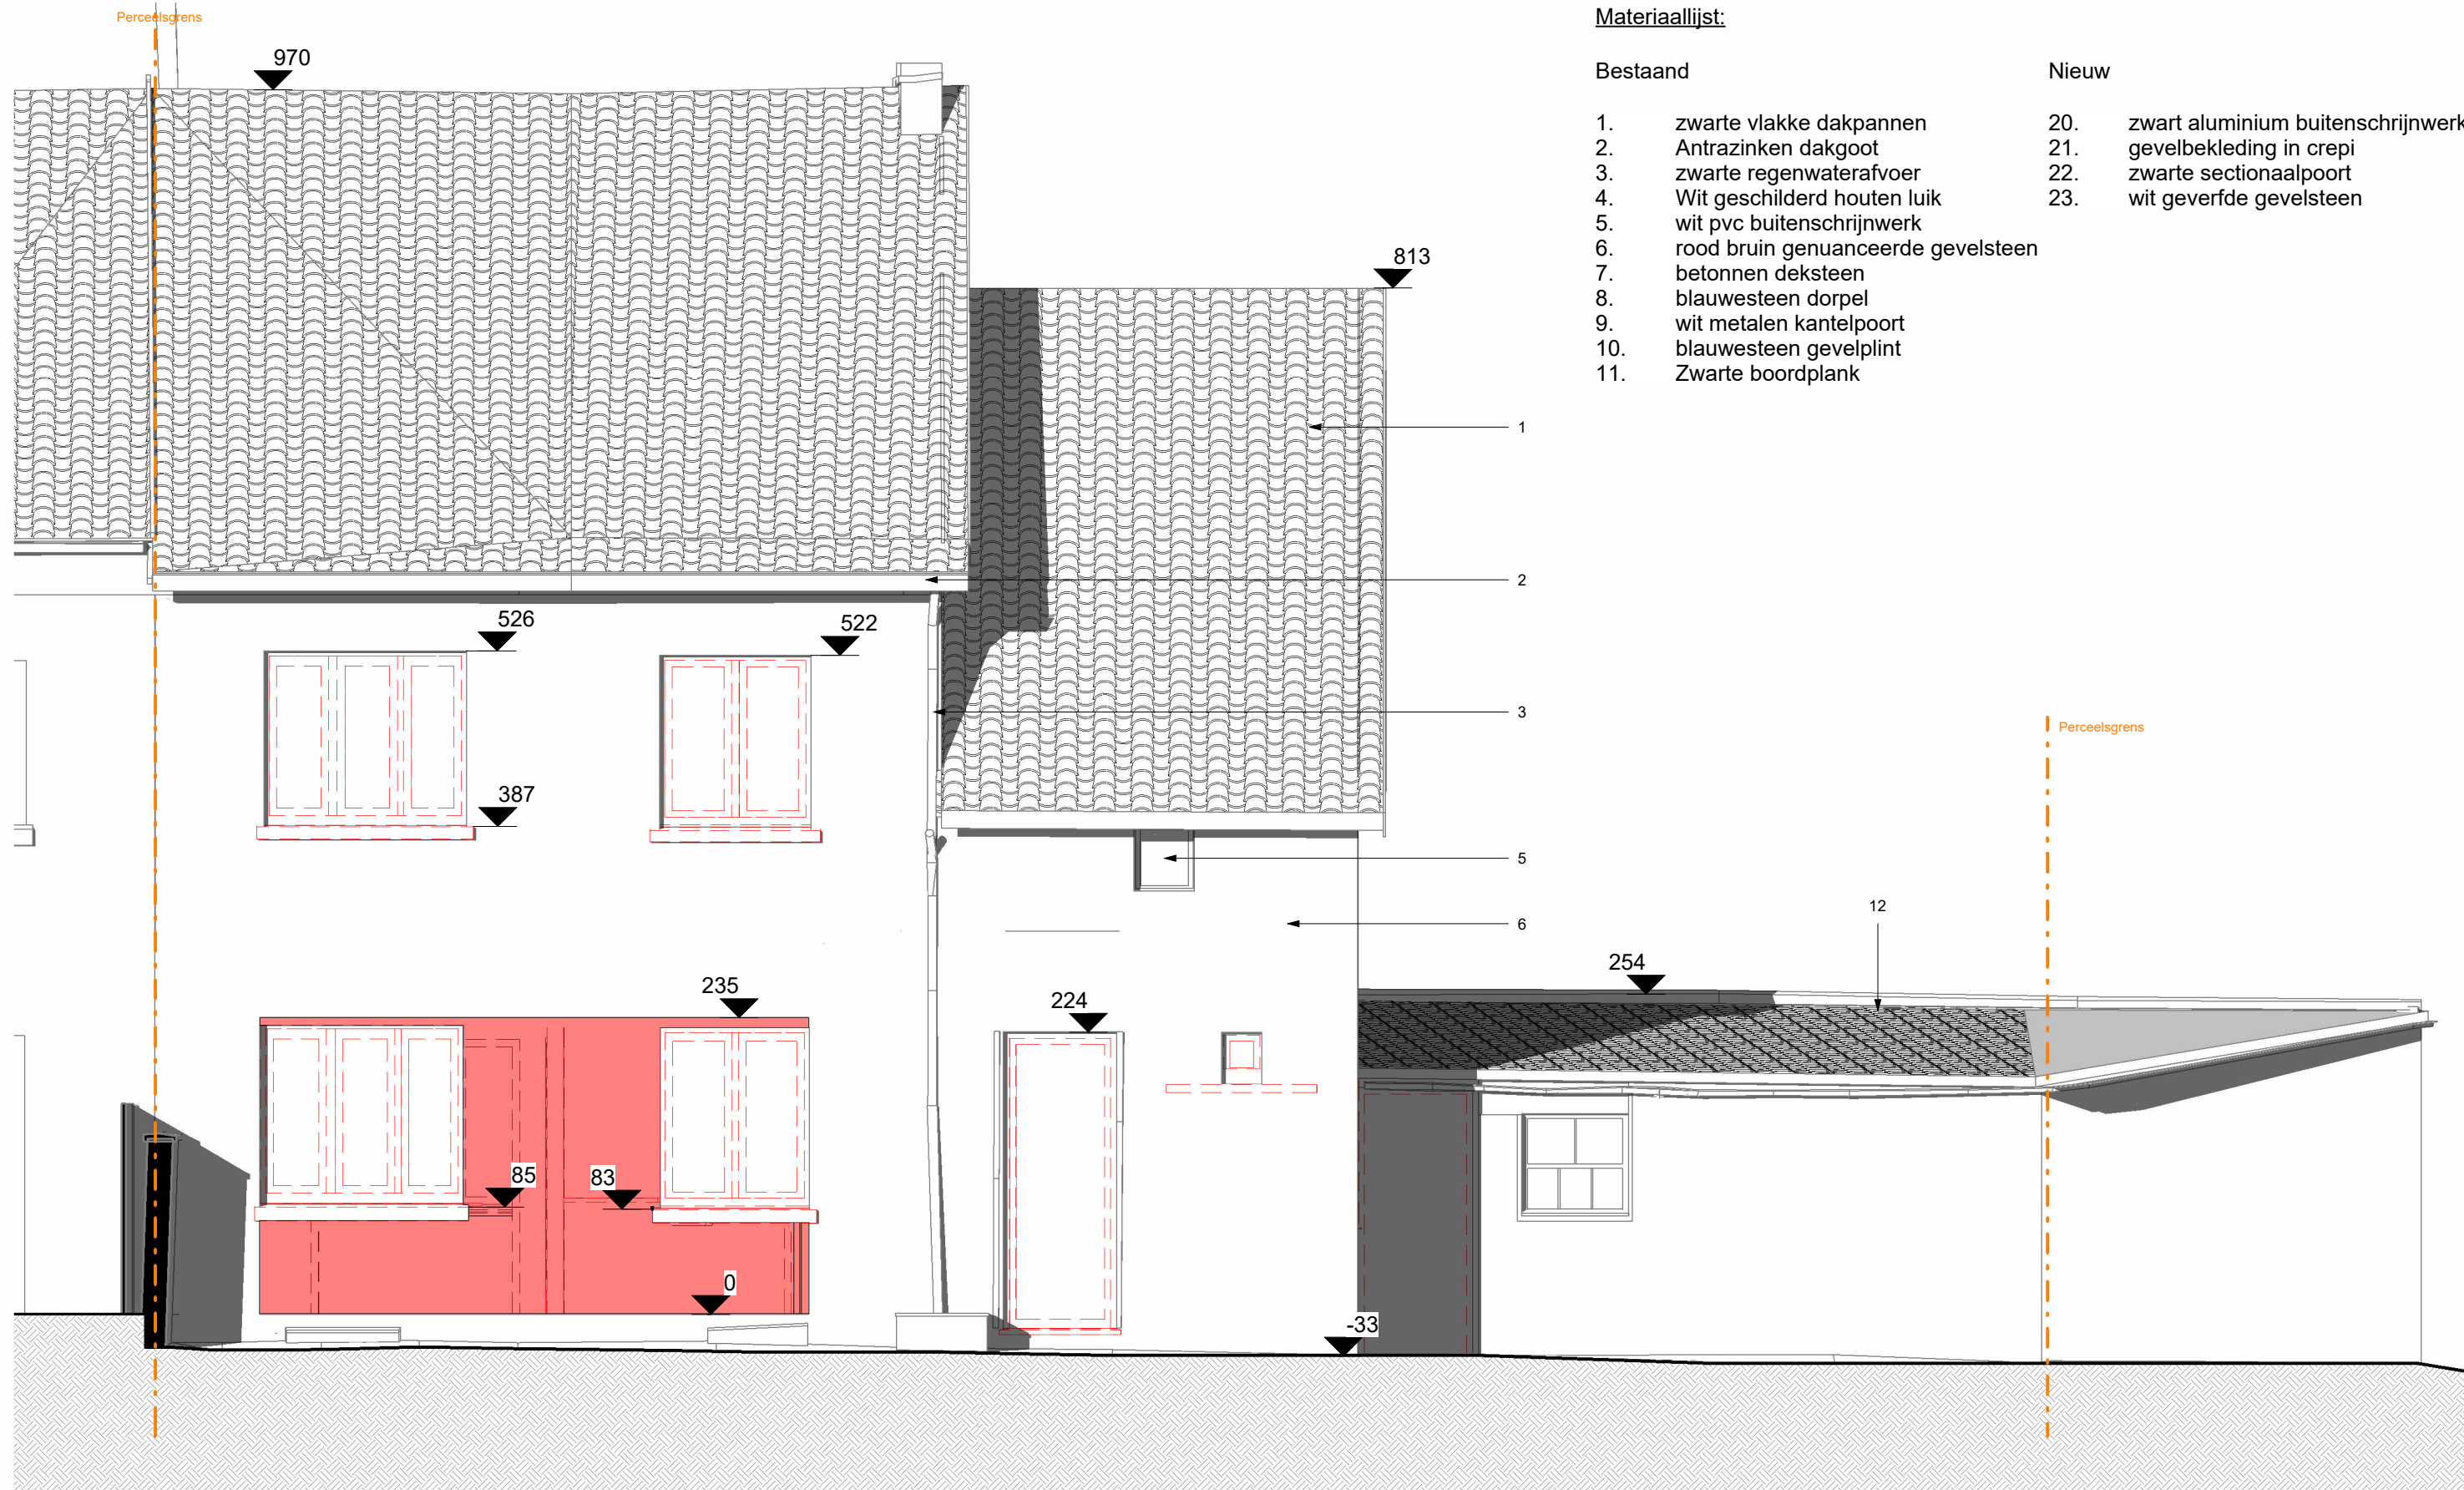 Perceelsgrens
970
813
526
522
387
235
224
254
85
83
0
-33
1
2
3
5
6
12
Perceelsgrens
Materiaallijst:
Bestaand
1. zwarte vlakke dakpannen
2. Antrazinken dakgoot
3. zwarte regenwaterafvoer
4. Wit geschilderd houten luik
5. wit pvc buitenschrijnwerk
6. rood bruin genuanceerde gevelsteen
7. betonnen deksteen
8. blauwesteen dorpel
9. wit metalen kantelpoort
10. blauwesteen gevelplint
11. Zwarte boordplank
Nieuw
20. zwart aluminium buitenschrijnwerk
21. gevelbekleding in crepi
22. zwarte sectionaalpoort
23. wit geverfde gevelsteen